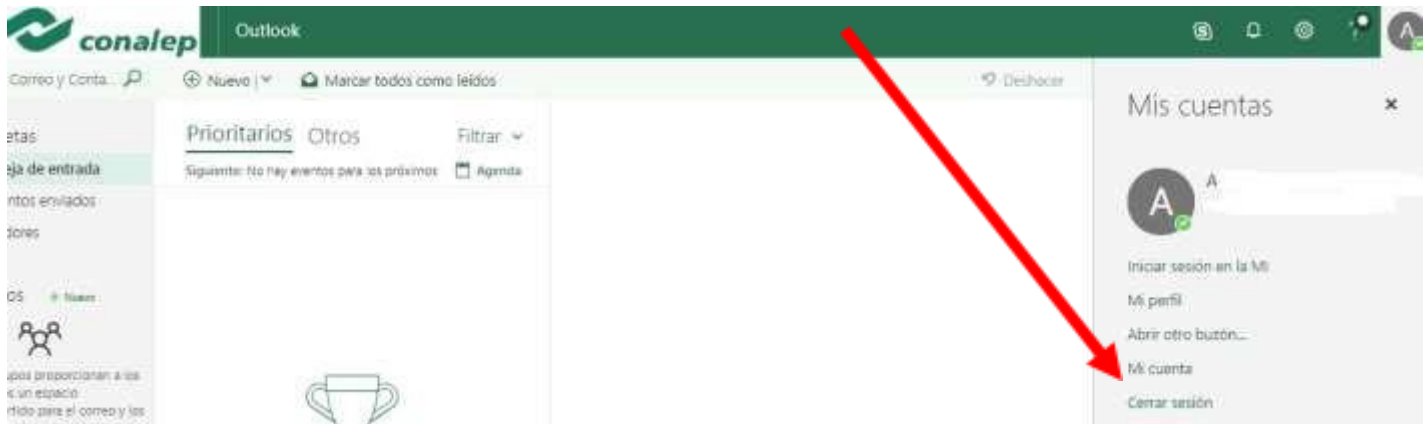 conalep
Outlook
Correo y Conta...
Nuevo
Marcar todos como leídos
Deshacer
etas
Prioritarios
Otros
Filtrar
eja de entrada
Siguiente: No hay eventos para los próximos
Agenda
ntos enviados
dores
os
+ Nuevo
upos proporcionan a los
s un espacio
rtido para el correo y los
Mis cuentas
A
A
A
Iniciar sesión en la Mi
Mi perfil
Abrir otro buzón...
Mi cuenta
Cerrar sesión